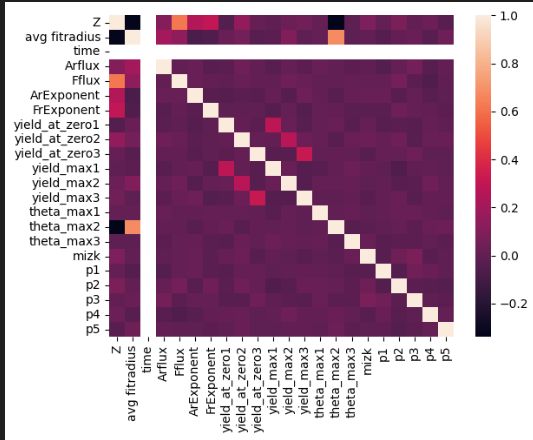 Z
avg fitradius
time
Arflux
Fflux
ArExponent
FrExponent
yield_at_zero1
yield_at_zero2
yield_at_zero3
yield_max1
yield_max2
yield_max3
theta_max1
theta_max2
theta_max3
mizk
p1
p2
p3
p4
p5
Z
avg fitradius
time
Arflux
Fflux
ArExponent
FrExponent
yield_at_zero1
yield_at_zero2
yield_at_zero3
yield_max1
yield_max2
yield_max3
theta_max1
theta_max2
theta_max3
mizk
p1
p2
p3
p4
p5
1.0
0.8
0.6
0.4
0.2
0.0
−0.2